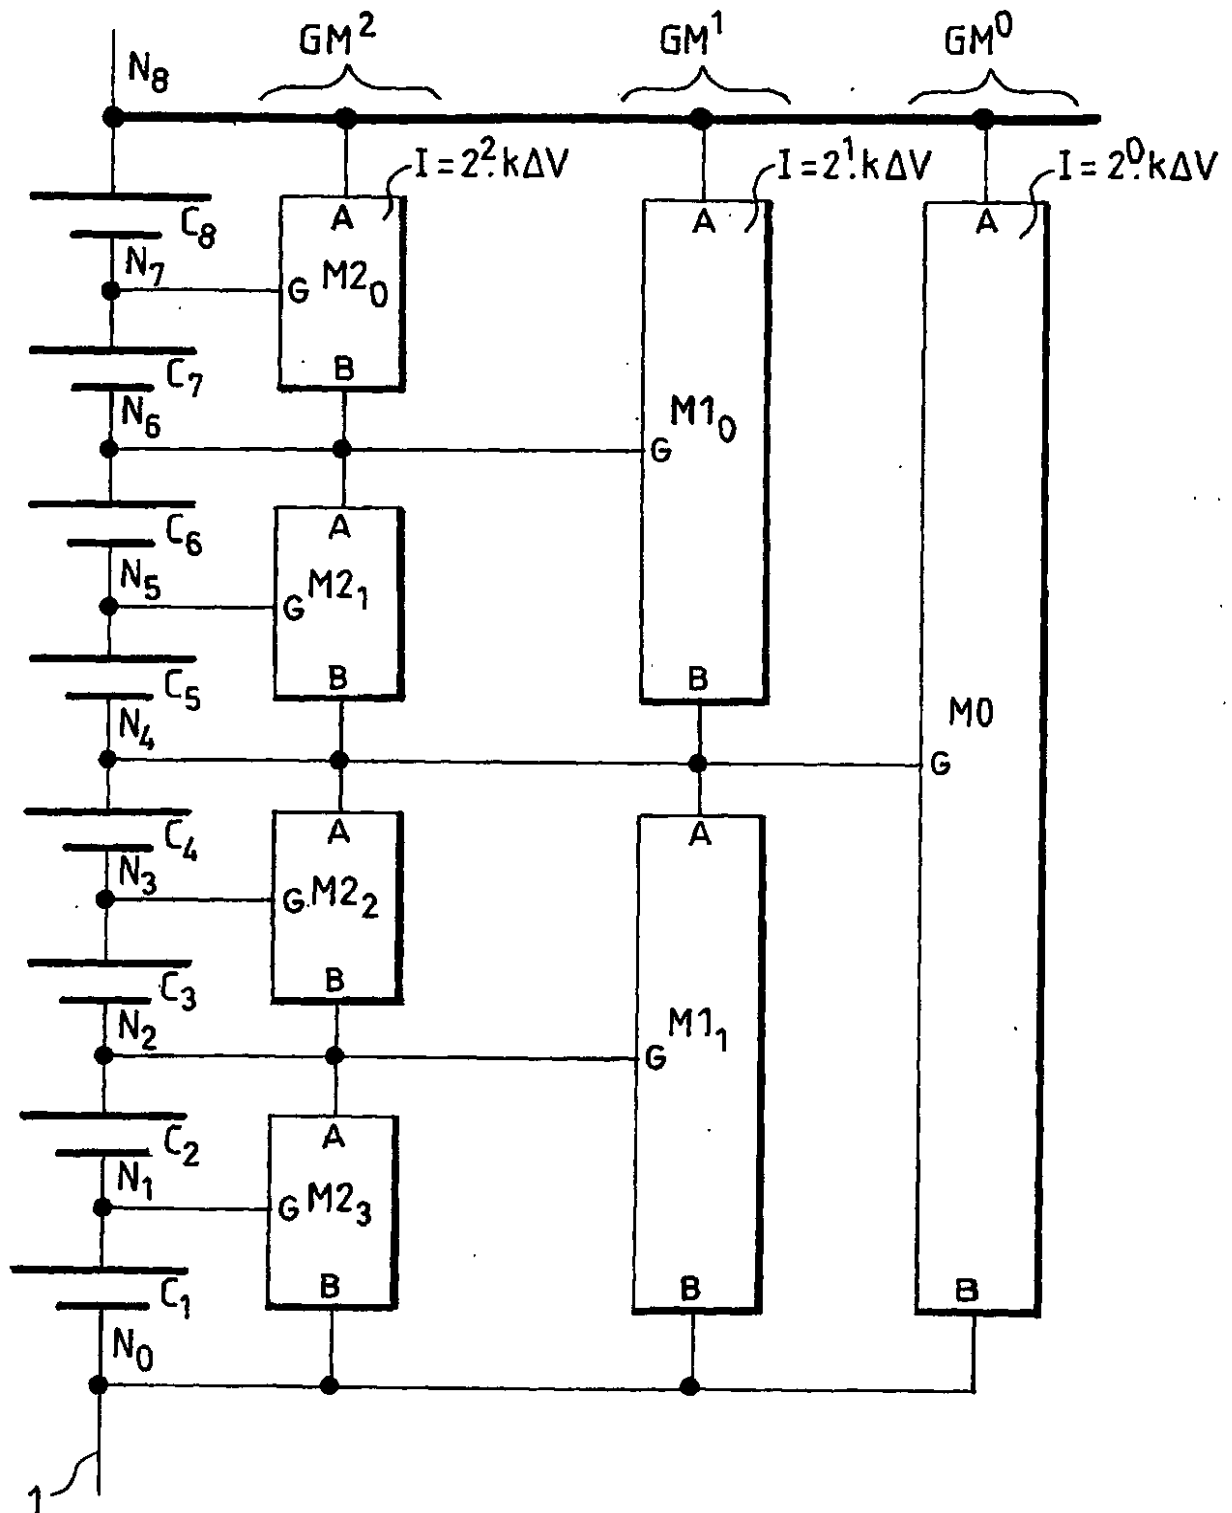 GM² GM¹ GM⁰
N₈
I=2².kΔV I=2¹.kΔV I=2⁰.kΔV
A A A
C₈
N₇
G M2₀
B
C₇
N₆
M1₀
G
A
C₆
N₅
G M2₁
B B
C₅
N₄
M0
G
A A
C₄
N₃
G M2₂
B
C₃
N₂
M1₁
G
A
C₂
N₁
G M2₃
B B B
C₁
N₀
1